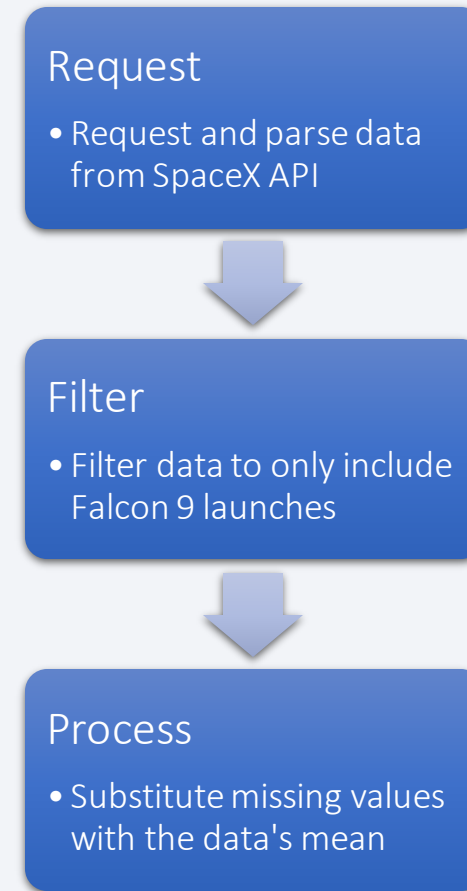 Request
• Request and parse data
from SpaceX API
Filter
• Filter data to only include
Falcon 9 launches
Process
• Substitute missing values
with the data's mean